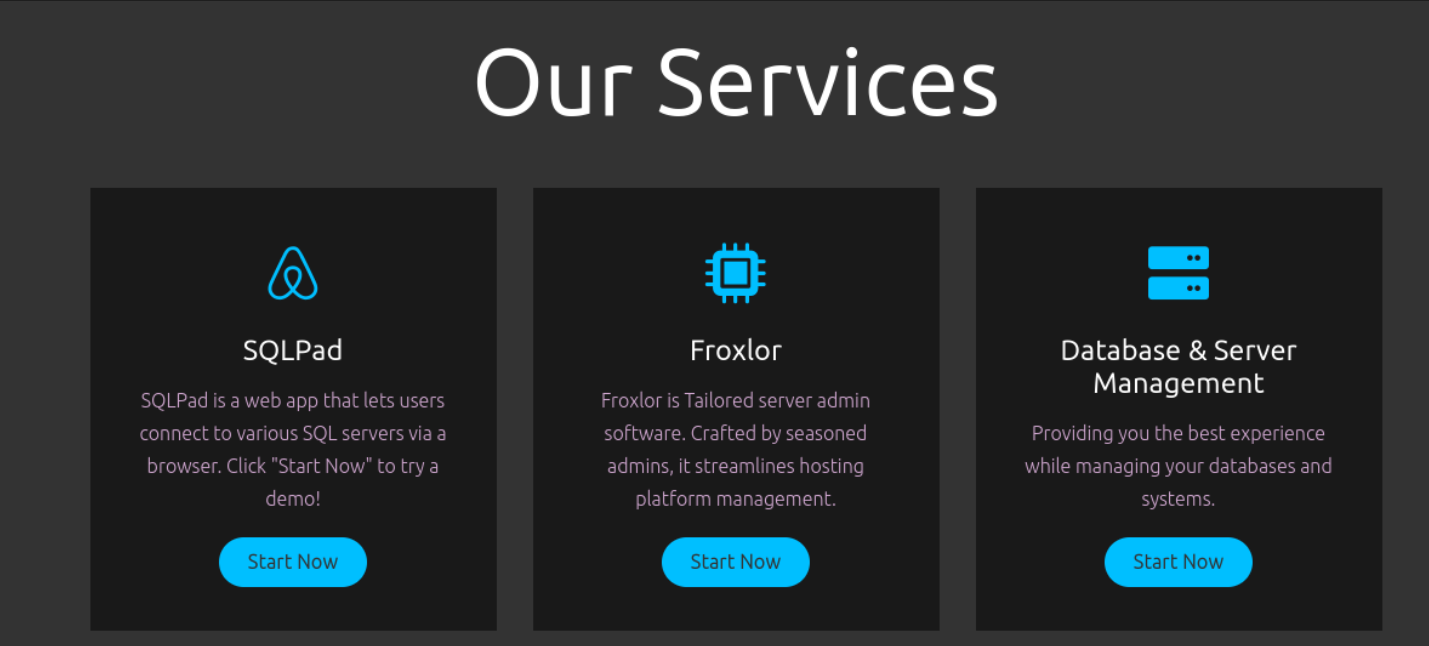 Our Services
SQLPad
SQLPad is a web app that lets users
connect to various SQL servers via a
browser. Click "Start Now" to try a
demo!
Start Now
Froxlor
Froxlor is Tailored server admin
software. Crafted by seasoned
admins, it streamlines hosting
platform management.
Start Now
Database & Server
Management
Providing you the best experience
while managing your databases and
systems.
Start Now